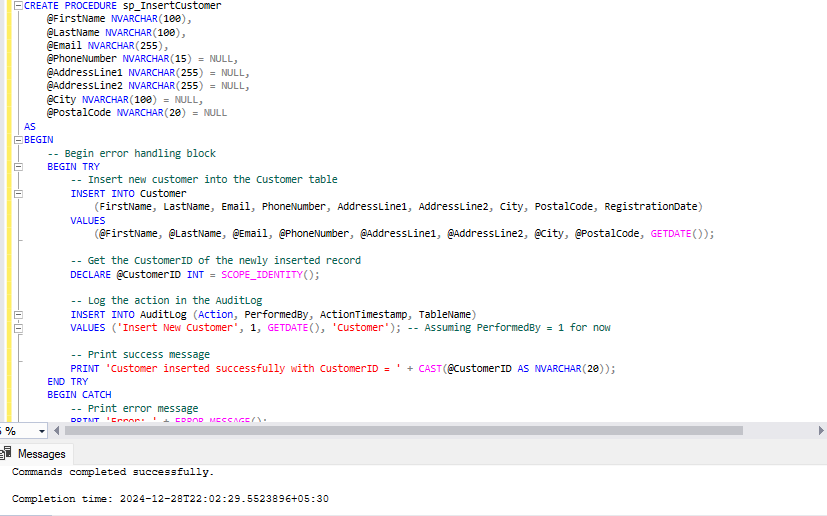 CREATE PROCEDURE sp_InsertCustomer
@FirstName NVARCHAR(100),
@LastName NVARCHAR(100),
@Email NVARCHAR(255),
@PhoneNumber NVARCHAR(15) = NULL,
@AddressLine1 NVARCHAR(255) = NULL,
@AddressLine2 NVARCHAR(255) = NULL,
@City NVARCHAR(100) = NULL,
@PostalCode NVARCHAR(20) = NULL
AS
BEGIN
-- Begin error handling block
BEGIN TRY
-- Insert new customer into the Customer table
INSERT INTO Customer
(FirstName, LastName, Email, PhoneNumber, AddressLine1, AddressLine2, City, PostalCode, RegistrationDate)
VALUES
(@FirstName, @LastName, @Email, @PhoneNumber, @AddressLine1, @AddressLine2, @City, @PostalCode, GETDATE());
-- Get the CustomerID of the newly inserted record
DECLARE @CustomerID INT = SCOPE_IDENTITY();
-- Log the action in the AuditLog
INSERT INTO AuditLog (Action, PerformedBy, ActionTimestamp, TableName)
VALUES ('Insert New Customer', 1, GETDATE(), 'Customer'); -- Assuming PerformedBy = 1 for now
-- Print success message
PRINT 'Customer inserted successfully with CustomerID = ' + CAST(@CustomerID AS NVARCHAR(20));
END TRY
BEGIN CATCH
-- Print error message
PRINT 'Error: ' + ERROR_MESSAGE();
%
Messages
Commands completed successfully.
Completion time: 2024-12-28T22:02:29.5523896+05:30